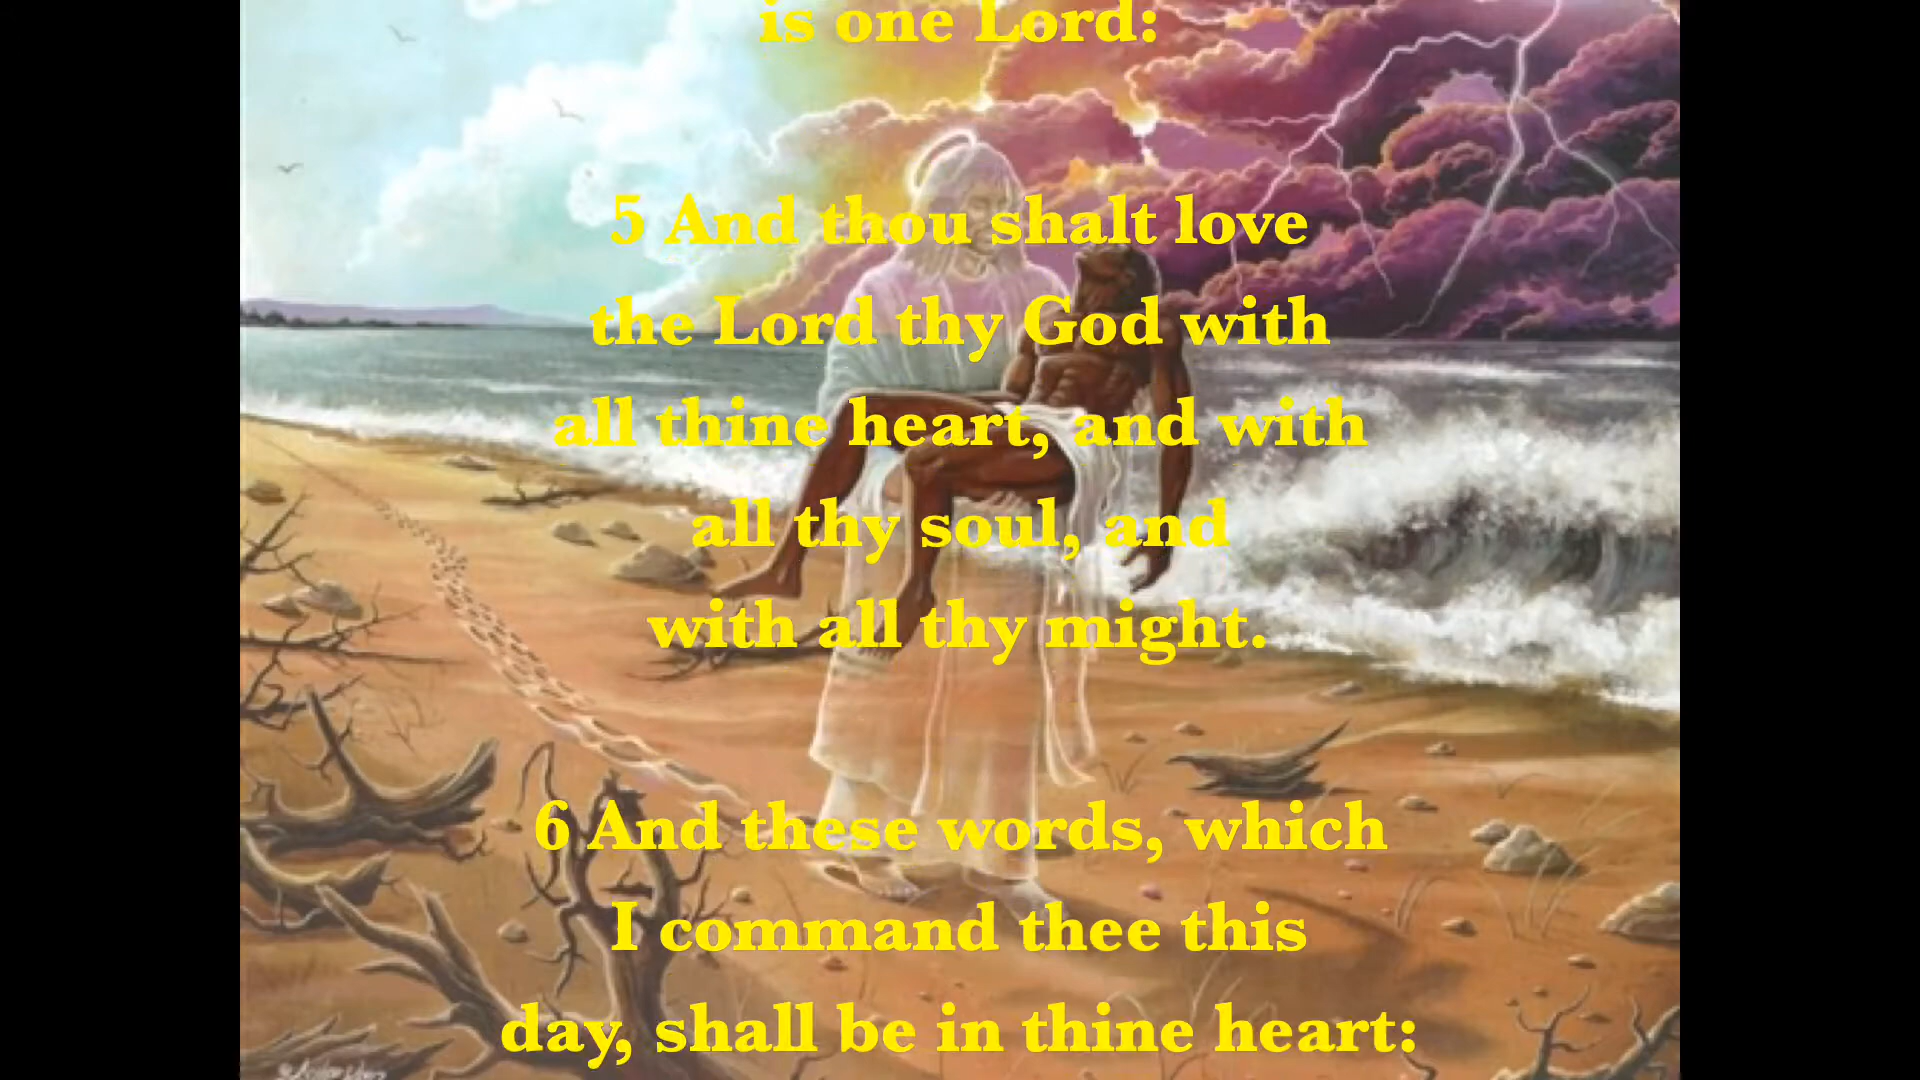 is one Lord:
5 And thou shalt love
the Lord thy God with
all thine heart, and with
all thy soul, and
with all thy might.
6 And these words, which
I command thee this
day, shall be in thine heart: